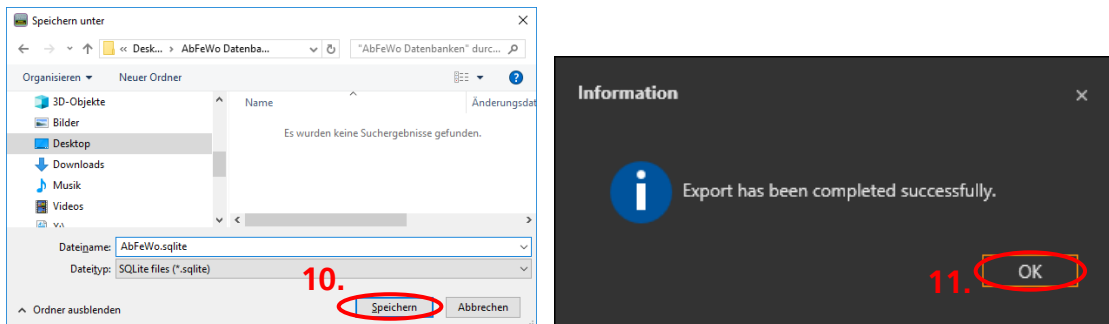 Speichern unter
« Desk... › AbFeWo Datenba...
"AbFeWo Datenbanken" durc...
Organisieren
Neuer Ordner
3D-Objekte
Bilder
Desktop
Downloads
Musik
Videos
Name
Änderungsdat
Es wurden keine Suchergebnisse gefunden.
Dateiname: AbFeWo.sqlite
Dateityp: SQLite files (*.sqlite)
10.
Ordner ausblenden
Speichern
Abbrechen
Information
Export has been completed successfully.
11.
OK